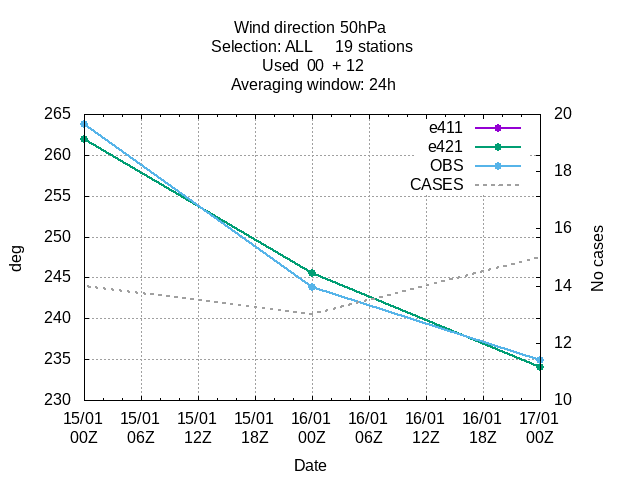 Wind direction 50hPa
Selection: ALL     19 stations
Used  00  + 12
Averaging window: 24h
265
260
255
250
245
240
235
230
deg
20
18
16
14
12
10
No cases
e411
e421
OBS
CASES
15/01 15/01 15/01 15/01 16/01 16/01 16/01 16/01 17/01
00Z 06Z 12Z 18Z 00Z 06Z 12Z 18Z 00Z
Date